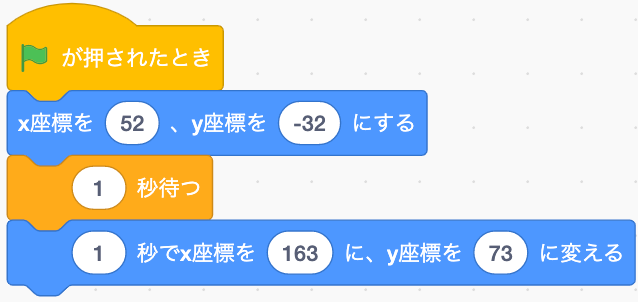 が押されたとき
x座標を 52 、y座標を -32 にする
1 秒待つ
1 秒でx座標を 163 に、y座標を 73 に変える